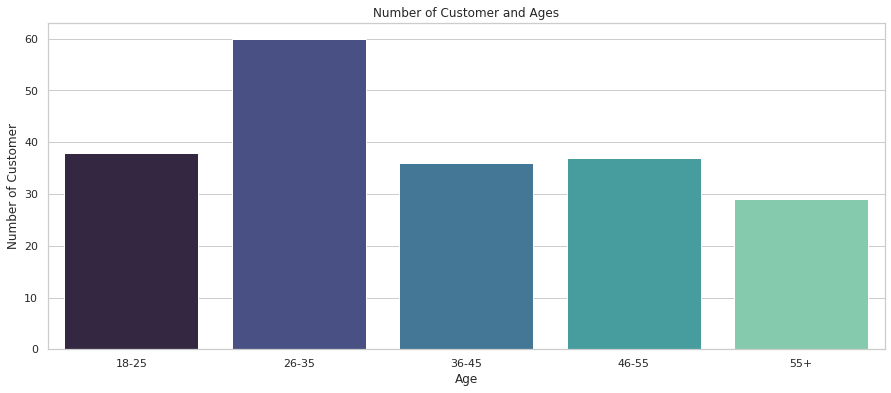 Number of Customer and Ages
Number of Customer
60
50
40
30
20
10
0
18-25 26-35 36-45 46-55 55+
Age